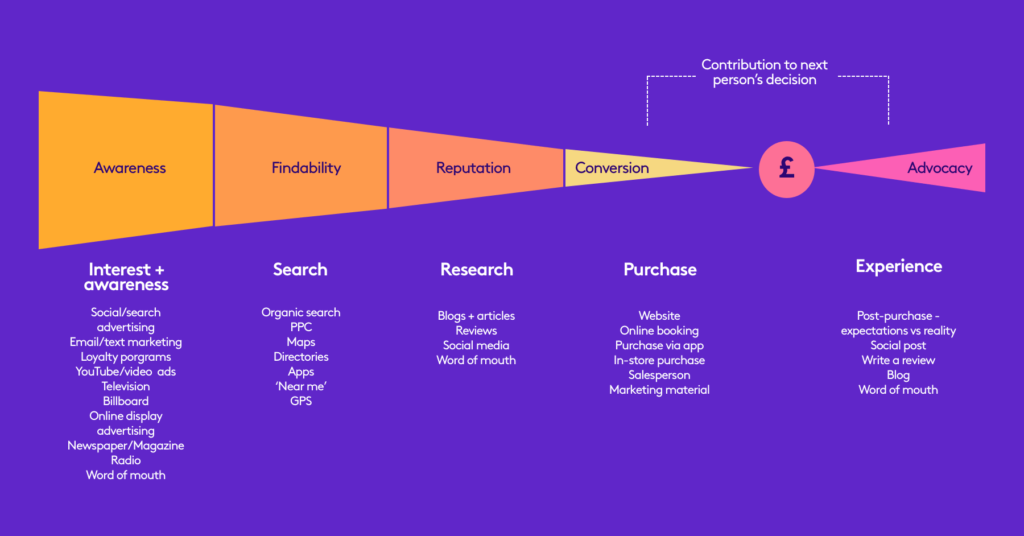 Contribution to next
person's decision
Awareness
Findability
Reputation
Conversion
£
Advocacy
Interest +
awareness
Social/search
advertising
Email/text marketing
Loyalty porgrams
YouTube/video ads
Television
Billboard
Online display
advertising
Newspaper/Magazine
Radio
Word of mouth
Search
Organic search
PPC
Maps
Directories
Apps
'Near me'
GPS
Research
Blogs + articles
Reviews
Social media
Word of mouth
Purchase
Website
Online booking
Purchase via app
In-store purchase
Salesperson
Marketing material
Experience
Post-purchase -
expectations vs reality
Social post
Write a review
Blog
Word of mouth